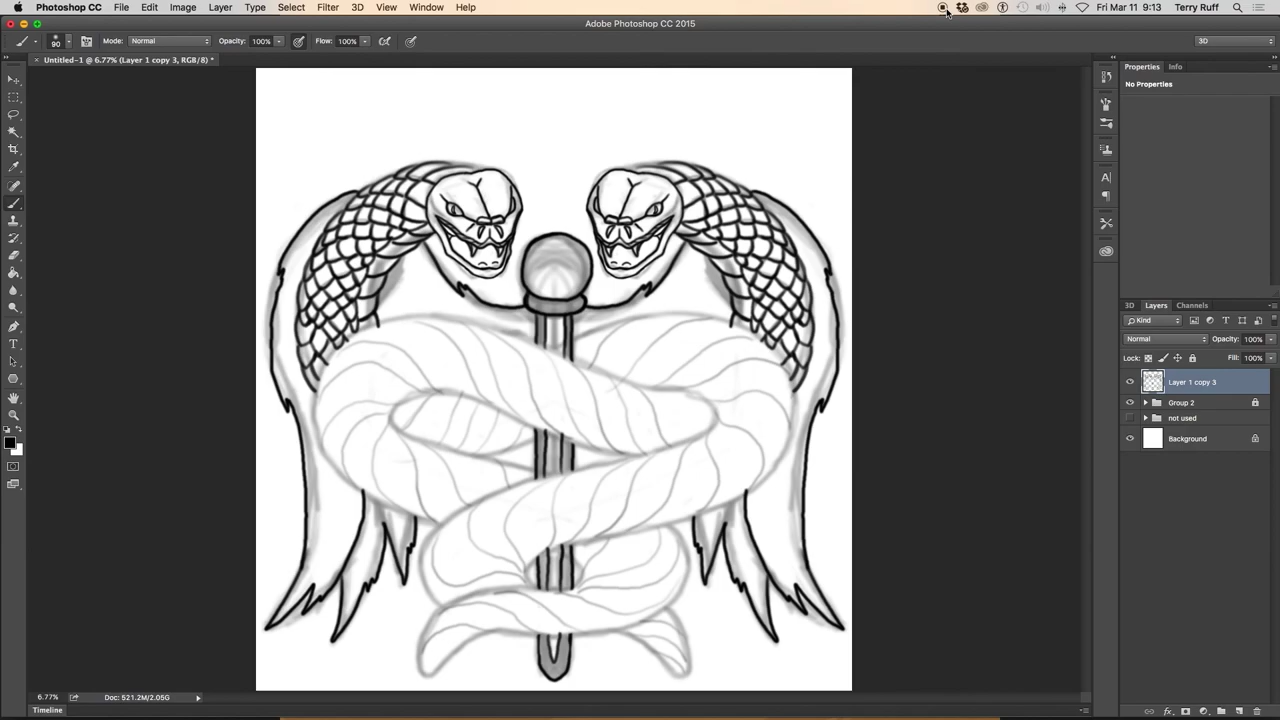 Photoshop CC File Edit Image Layer Type Select Filter 3D View Window Help Fri Mar 11 9:13 Terry Ruff
Adobe Photoshop CC 2015
90 Mode: Normal Opacity: 100% Flow: 100% 3D
Untitled-1 @ 6.77% (Layer 1 copy 3, RGB/8) *
Properties Info
No Properties
3D Layers Channels
Kind
Normal Opacity: 100%
Lock: Fill: 100%
Layer 1 copy 3
Group 2
not used
Background
6.77% Doc: 521.2M/2.05G
Timeline